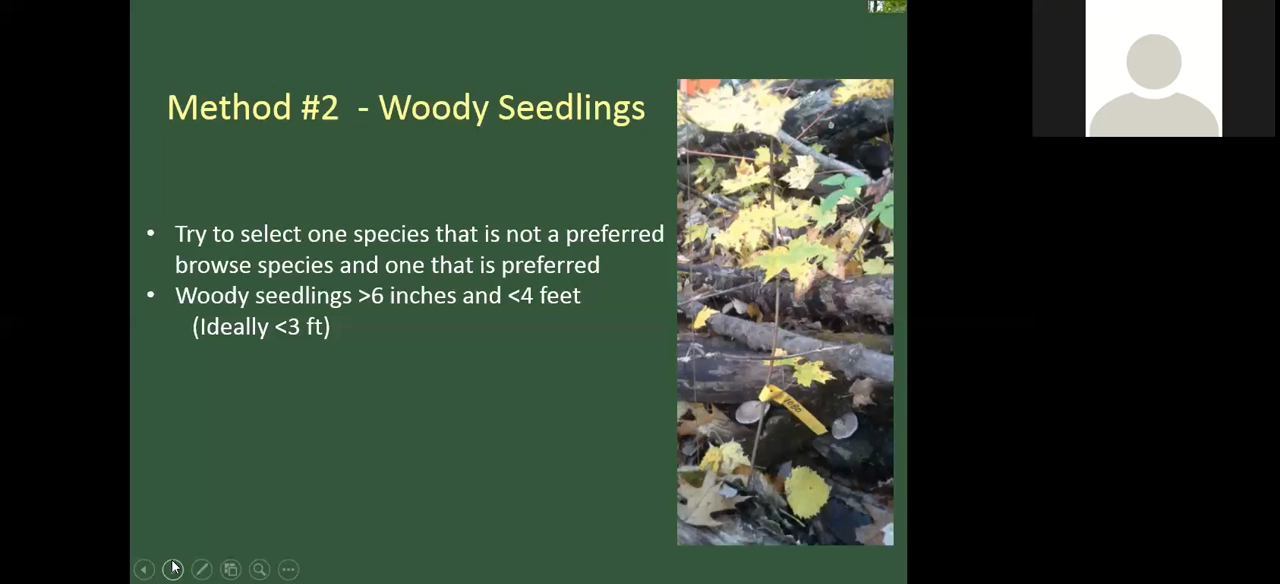 Method #2 - Woody Seedlings
• Try to select one species that is not a preferred
browse species and one that is preferred
• Woody seedlings >6 inches and <4 feet
(Ideally <3 ft)